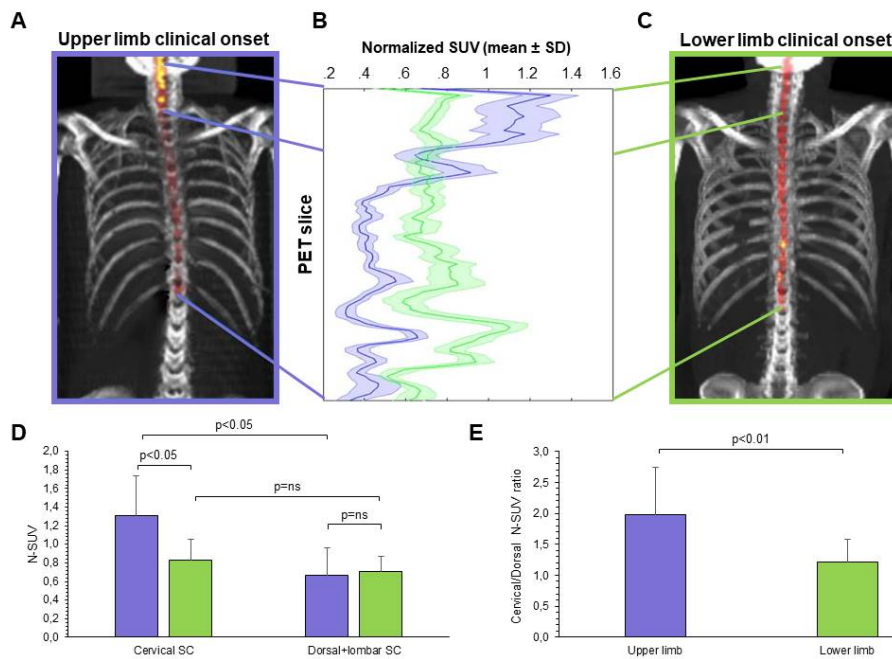 A
Upper limb clinical onset
B
Normalized SUV (mean ± SD)
.2 .4 .6 .8 1 1.2 1.4 1.6
PET slice
C
Lower limb clinical onset
D
p<0.05
p<0.05
p=ns
p=ns
N-SUV
2,0
1,8
1,6
1,4
1,2
1,0
0,8
0,6
0,4
0,2
0,0
Cervical SC
Dorsal+lombar SC
E
p<0.01
Cervical/Dorsal N-SUV ratio
3,0
2,5
2,0
1,5
1,0
0,5
0,0
Upper limb
Lower limb